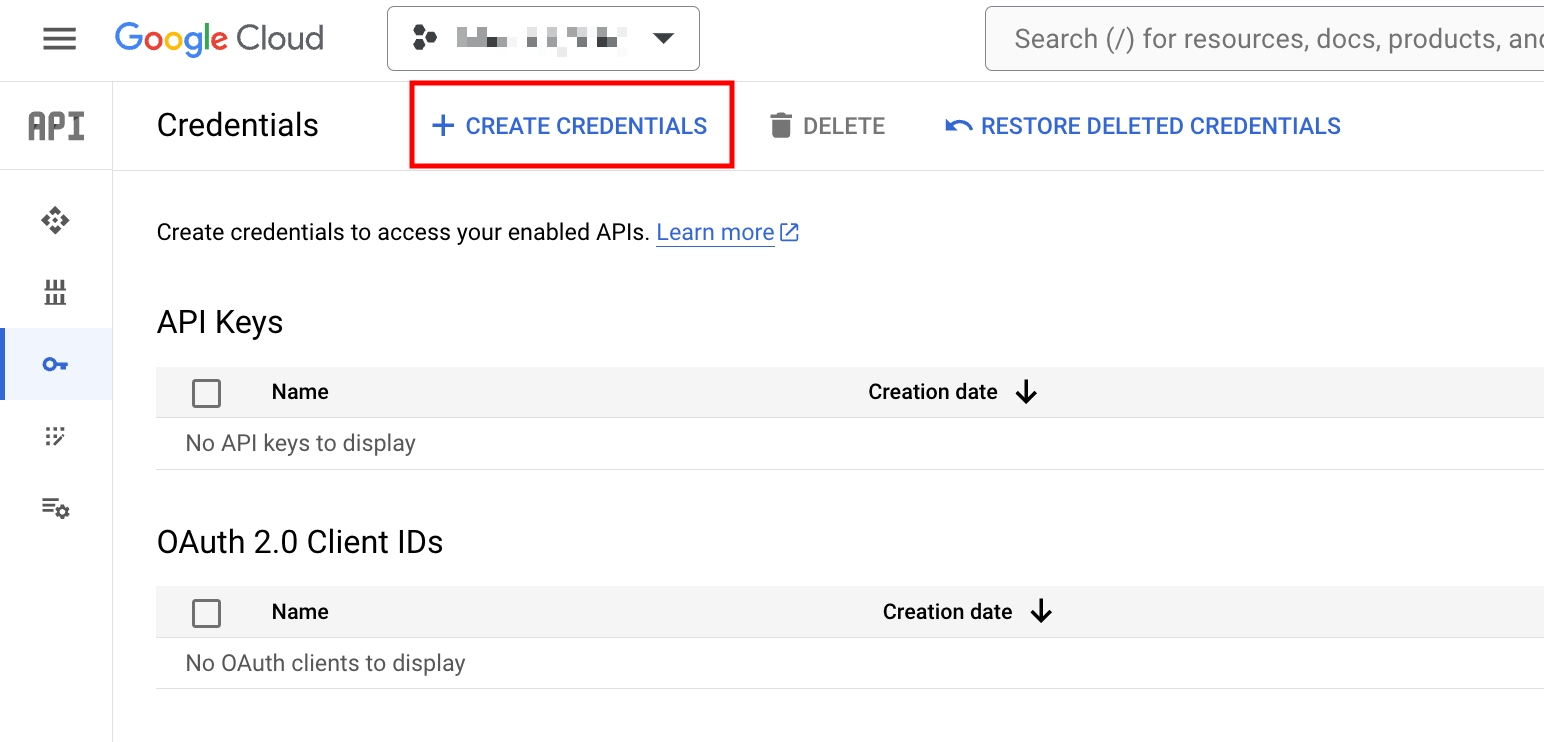 Google Cloud
Search (/) for resources, docs, products, and
API
Credentials
+ CREATE CREDENTIALS
DELETE
RESTORE DELETED CREDENTIALS
Create credentials to access your enabled APIs. Learn more
API Keys
Name Creation date
No API keys to display
OAuth 2.0 Client IDs
Name Creation date
No OAuth clients to display